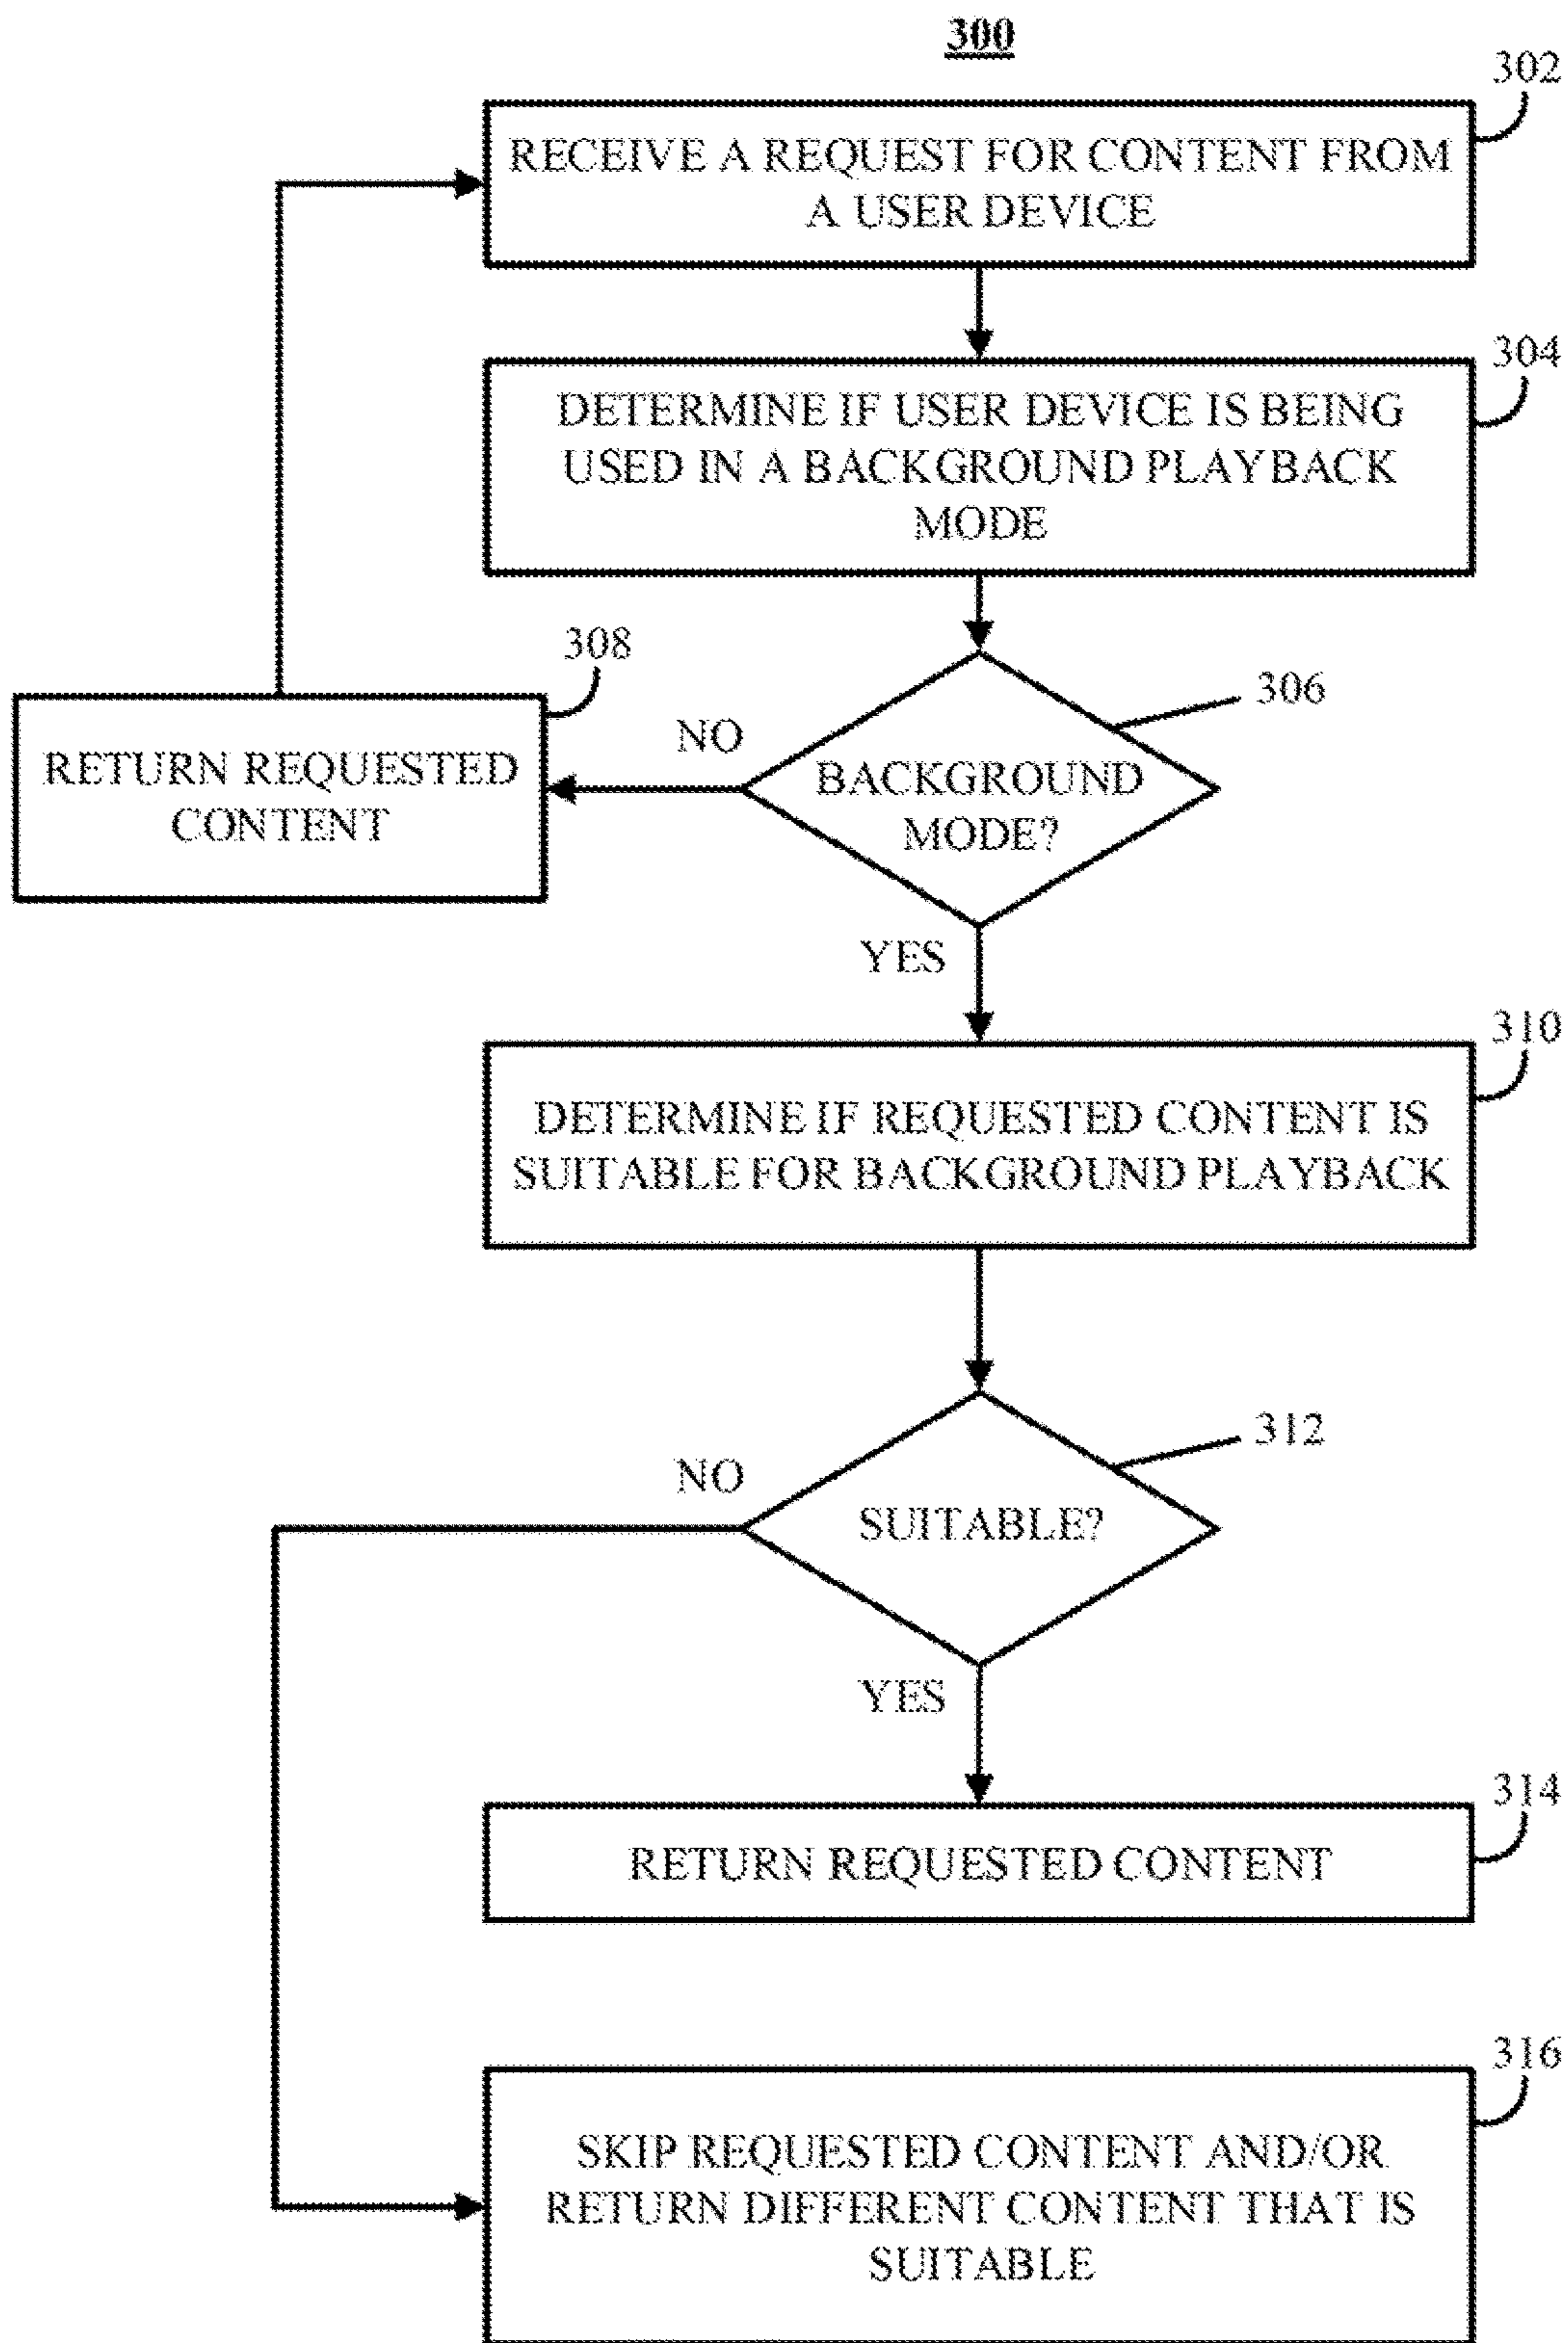 300
302
RECEIVE A REQUEST FOR CONTENT FROM
A USER DEVICE
304
DETERMINE IF USER DEVICE IS BEING
USED IN A BACKGROUND PLAYBACK
MODE
308
306
NO
RETURN REQUESTED
CONTENT
BACKGROUND
MODE?
YES
310
DETERMINE IF REQUESTED CONTENT IS
SUITABLE FOR BACKGROUND PLAYBACK
312
NO
SUITABLE?
YES
314
RETURN REQUESTED CONTENT
316
SKIP REQUESTED CONTENT AND/OR
RETURN DIFFERENT CONTENT THAT IS
SUITABLE